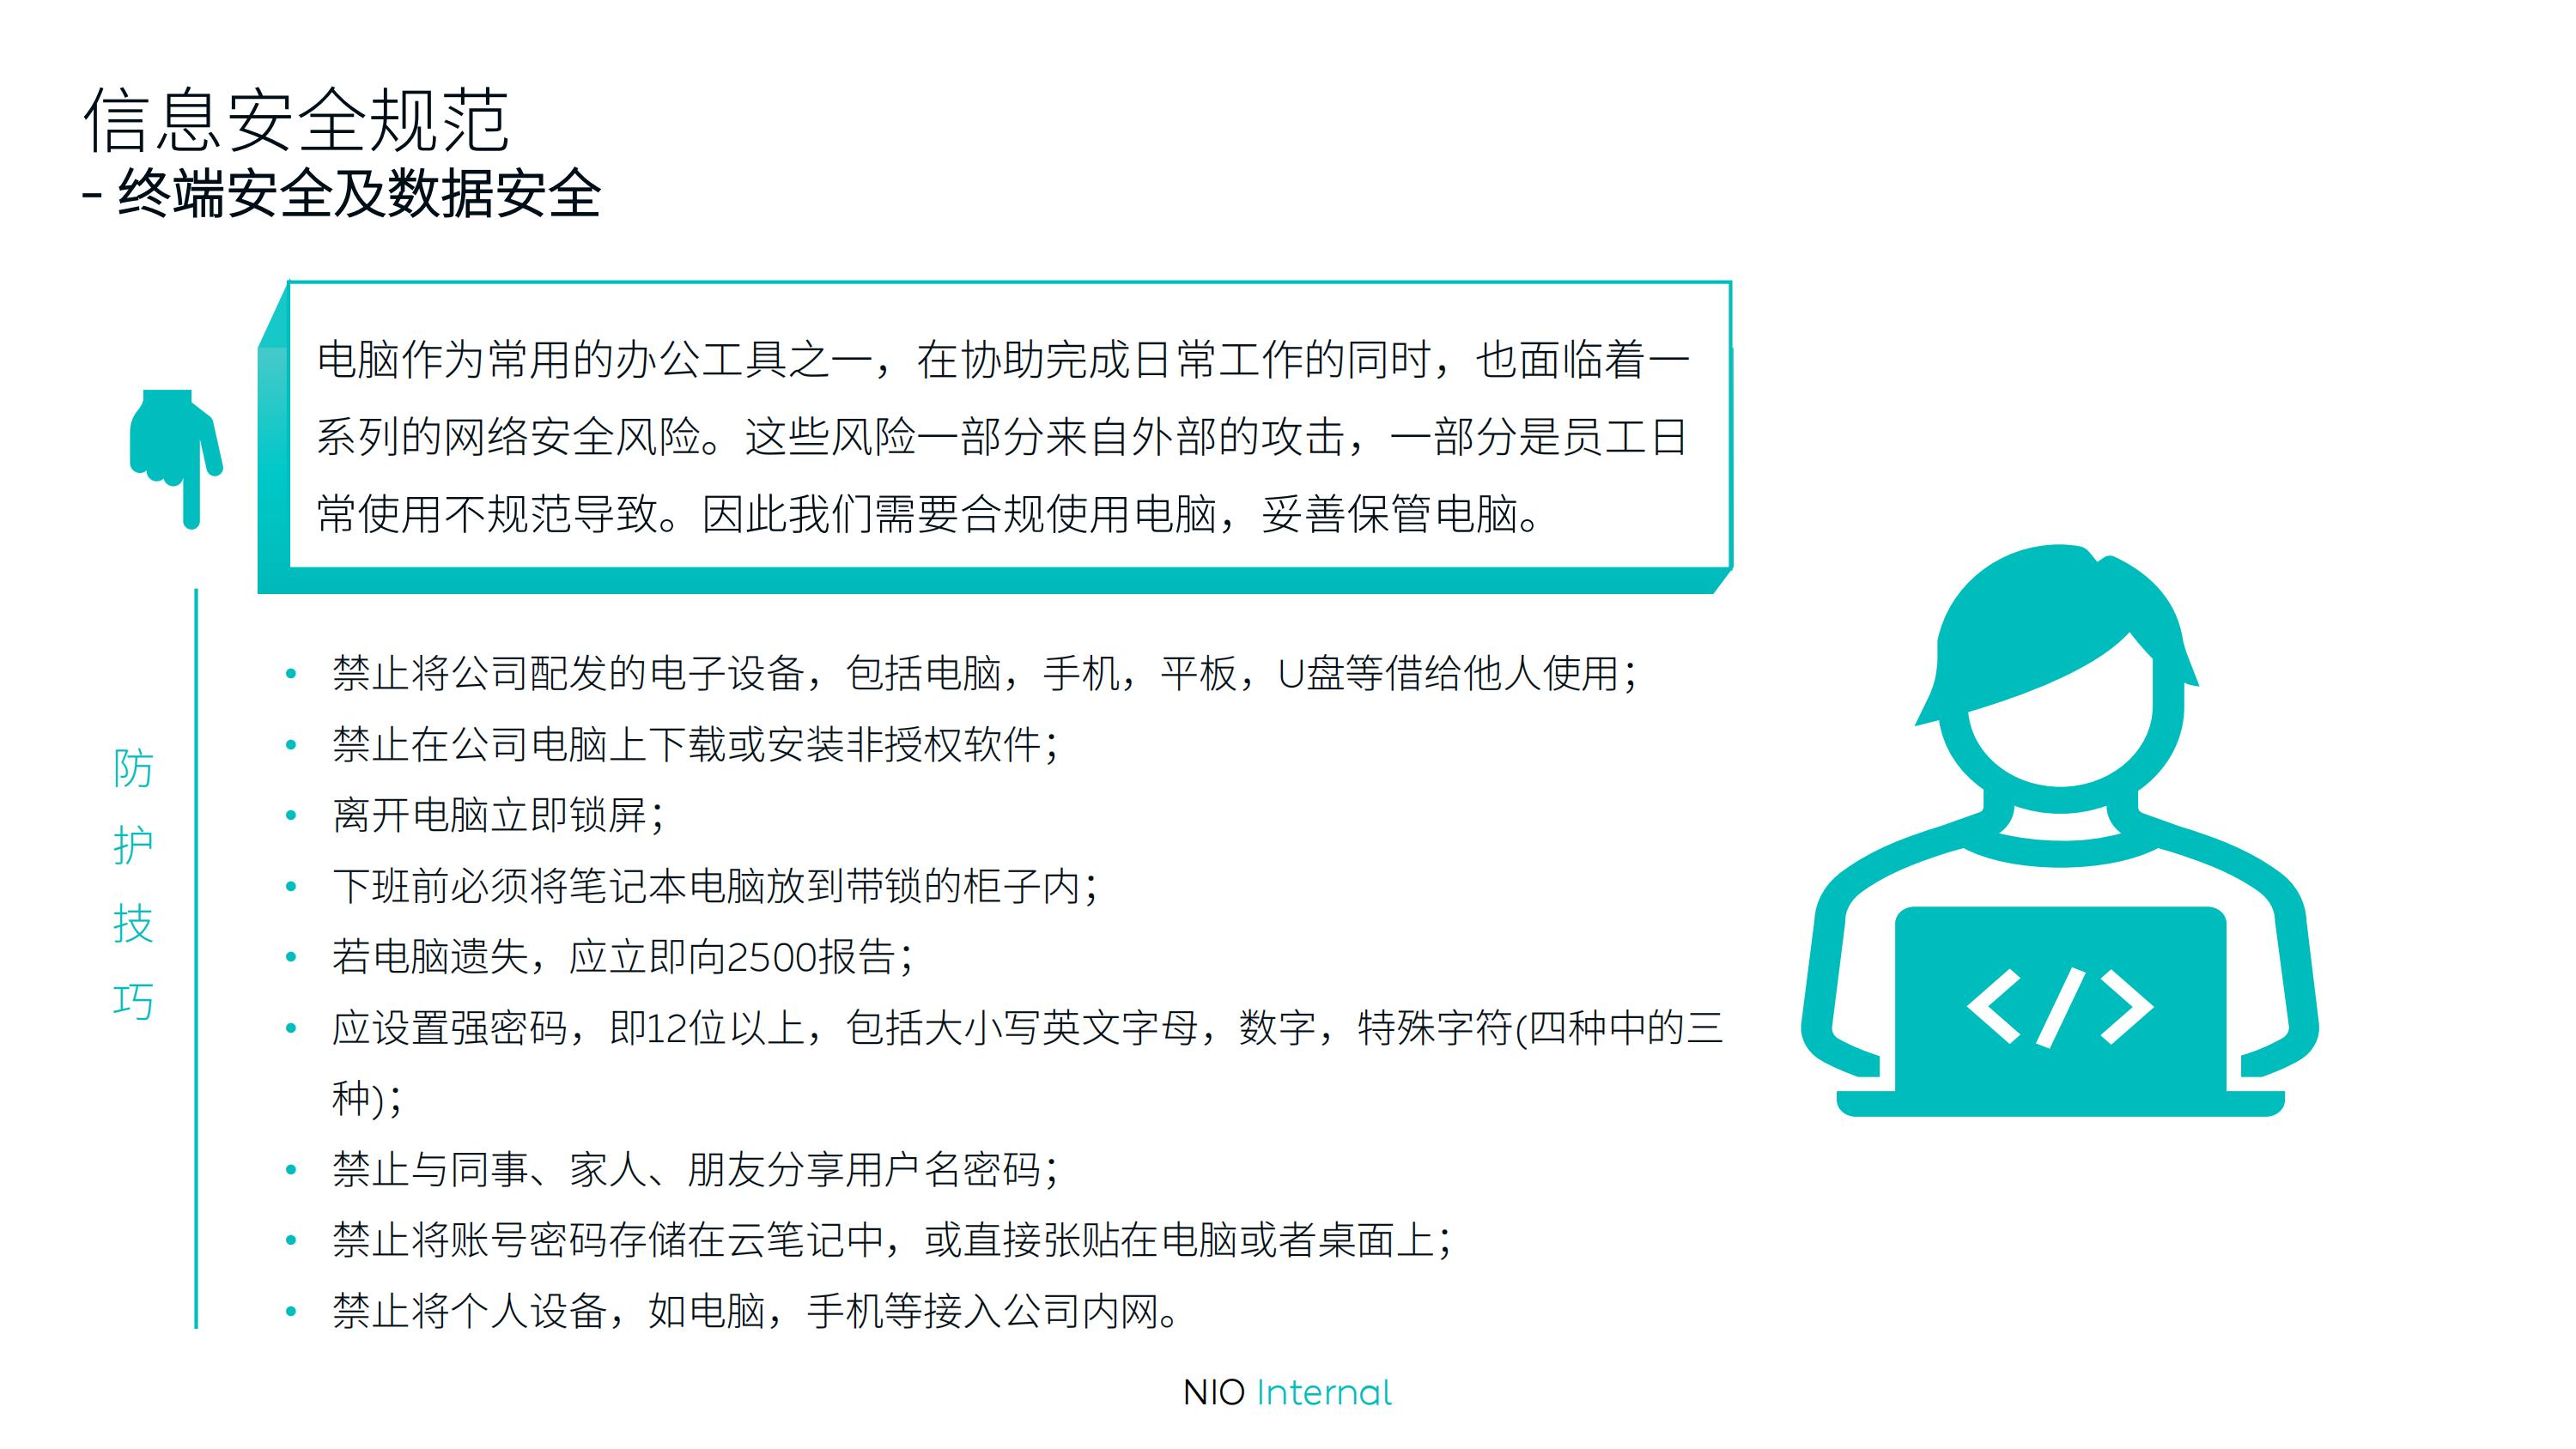 信息安全规范
- 终端安全及数据安全
电脑作为常用的办公工具之一，在协助完成日常工作的同时，也面临着一
系列的网络安全风险。这些风险一部分来自外部的攻击，一部分是员工日
常使用不规范导致。因此我们需要合规使用电脑，妥善保管电脑。
防
护
技
巧
• 禁止将公司配发的电子设备，包括电脑，手机，平板，U盘等借给他人使用；
• 禁止在公司电脑上下载或安装非授权软件；
• 离开电脑立即锁屏；
• 下班前必须将笔记本电脑放到带锁的柜子内；
• 若电脑遗失，应立即向2500报告；
• 应设置强密码，即12位以上，包括大小写英文字母，数字，特殊字符(四种中的三
种)；
• 禁止与同事、家人、朋友分享用户名密码；
• 禁止将账号密码存储在云笔记中，或直接张贴在电脑或者桌面上；
• 禁止将个人设备，如电脑，手机等接入公司内网。
</>
NIO Internal